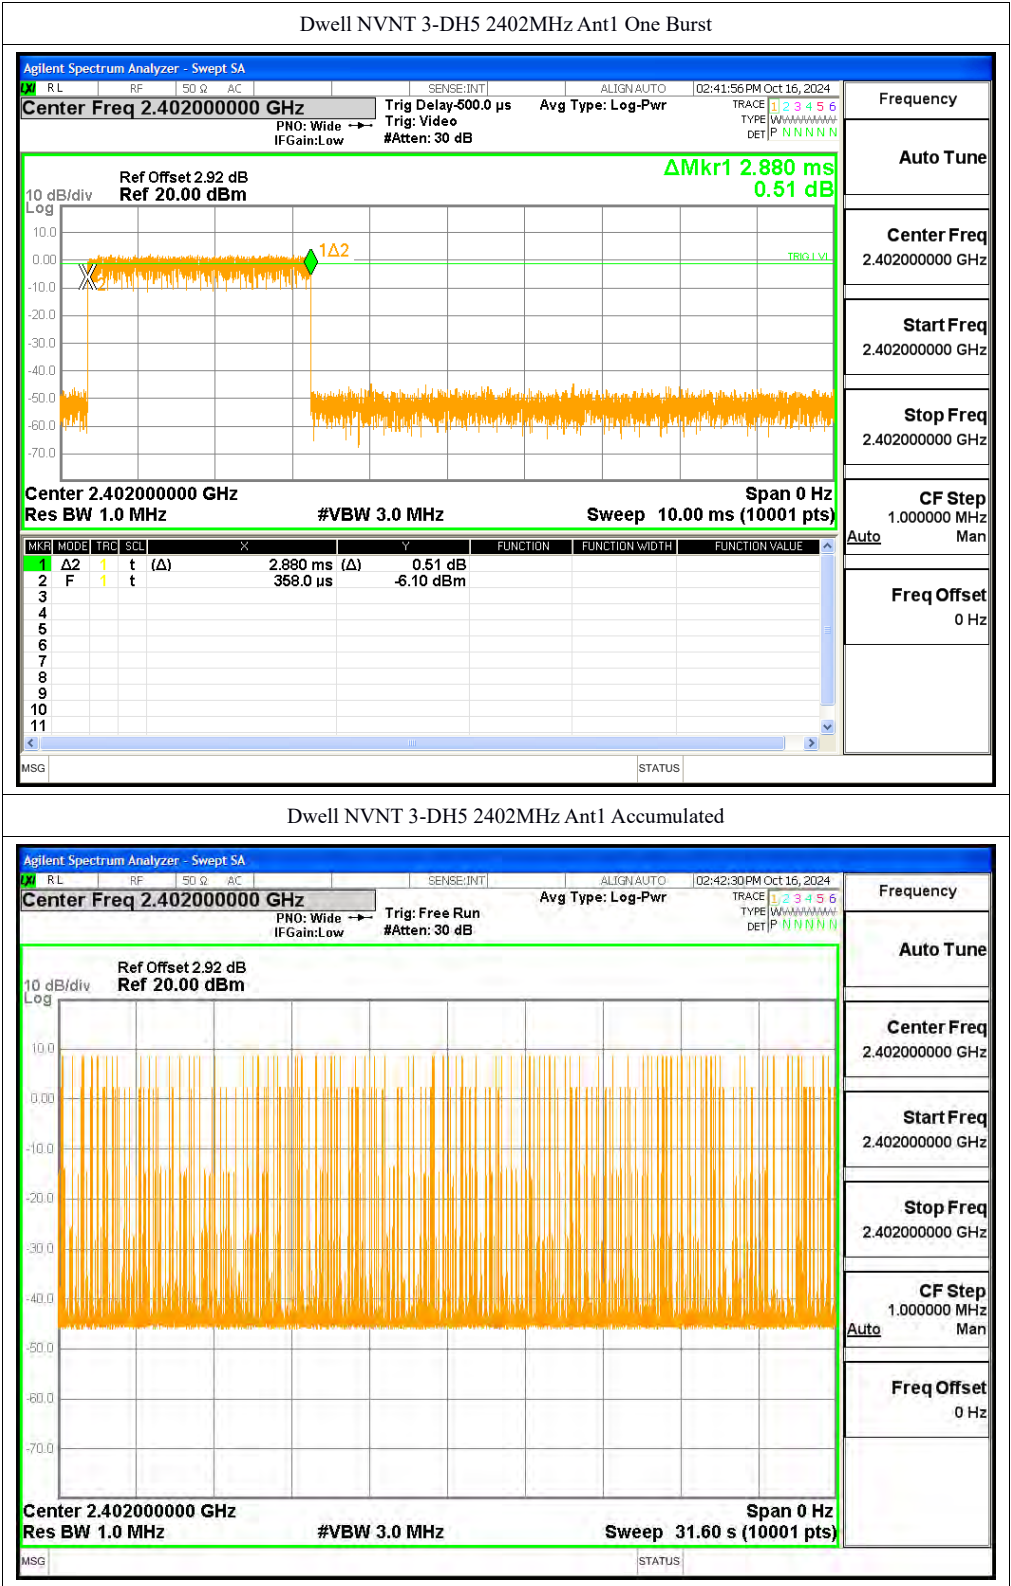 Dwell NVNT 3-DH5 2402MHz Ant1 One Burst
Agilent Spectrum Analyzer - Swept SA
LXI RL RF 50 Ω AC SENSE:INT ALIGN AUTO 02:41:56 PM Oct 16, 2024
Center Freq 2.402000000 GHz Trig Delay-500.0 µs Avg Type: Log-Pwr TRACE 1 2 3 4 5 6
PNO: Wide Trig: Video TYPE WWWWWW
IFGain:Low #Atten: 30 dB DET P N N N N N
ΔMkr1 2.880 ms
0.51 dB
Ref Offset 2.92 dB
10 dB/div Ref 20.00 dBm
Log
10.0
0.00
-10.0
-20.0
-30.0
-40.0
-50.0
-60.0
-70.0
1Δ2
2
TRIG LVL
Center 2.402000000 GHz Span 0 Hz
Res BW 1.0 MHz #VBW 3.0 MHz Sweep 10.00 ms (10001 pts)
MKR MODE TRC SCL X Y FUNCTION FUNCTION WIDTH FUNCTION VALUE
1 Δ2 1 t (Δ) 2.880 ms (Δ) 0.51 dB
2 F 1 t 358.0 µs -6.10 dBm
3
4
5
6
7
8
9
10
11
MSG STATUS
Frequency
Auto Tune
Center Freq
2.402000000 GHz
Start Freq
2.402000000 GHz
Stop Freq
2.402000000 GHz
CF Step
1.000000 MHz
Auto Man
Freq Offset
0 Hz
Dwell NVNT 3-DH5 2402MHz Ant1 Accumulated
Agilent Spectrum Analyzer - Swept SA
LXI RL RF 50 Ω AC SENSE:INT ALIGN AUTO 02:42:30 PM Oct 16, 2024
Center Freq 2.402000000 GHz Avg Type: Log-Pwr TRACE 1 2 3 4 5 6
PNO: Wide Trig: Free Run TYPE WWWWWW
IFGain:Low #Atten: 30 dB DET P N N N N N
Ref Offset 2.92 dB
10 dB/div Ref 20.00 dBm
Log
10.0
0.00
-10.0
-20.0
-30.0
-40.0
-50.0
-60.0
-70.0
Center 2.402000000 GHz Span 0 Hz
Res BW 1.0 MHz #VBW 3.0 MHz Sweep 31.60 s (10001 pts)
MSG STATUS
Frequency
Auto Tune
Center Freq
2.402000000 GHz
Start Freq
2.402000000 GHz
Stop Freq
2.402000000 GHz
CF Step
1.000000 MHz
Auto Man
Freq Offset
0 Hz